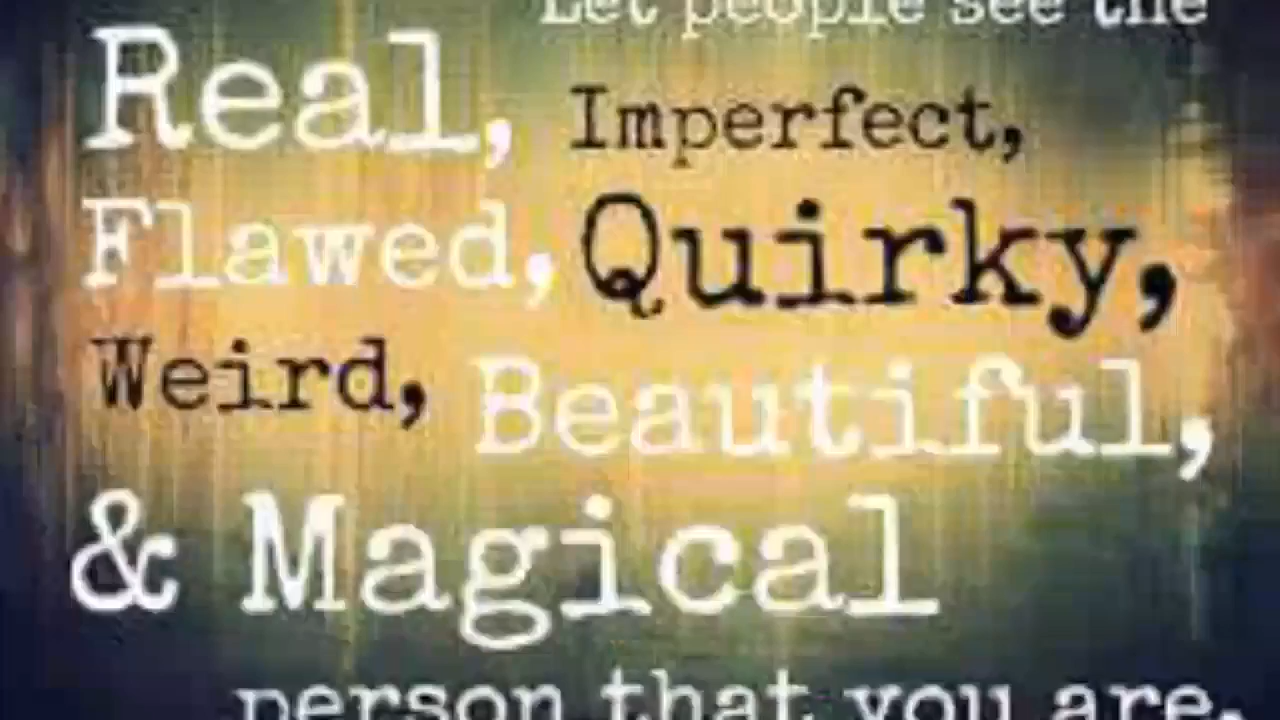 Let people see the
Real, Imperfect,
Flawed, Quirky,
Weird, Beautiful,
& Magical
person that you are.